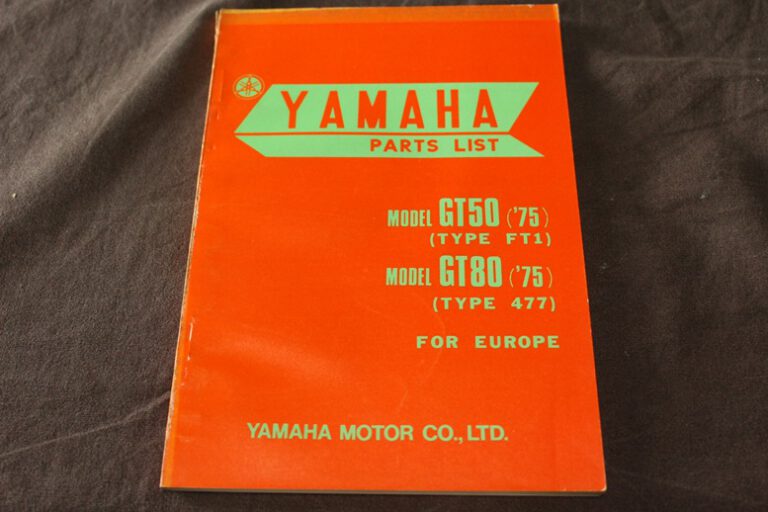 YAMAHA
PARTS LIST
MODEL GT50 ('75)
(TYPE FT1)
MODEL GT80 ('75)
(TYPE 477)
FOR EUROPE
YAMAHA MOTOR CO., LTD.